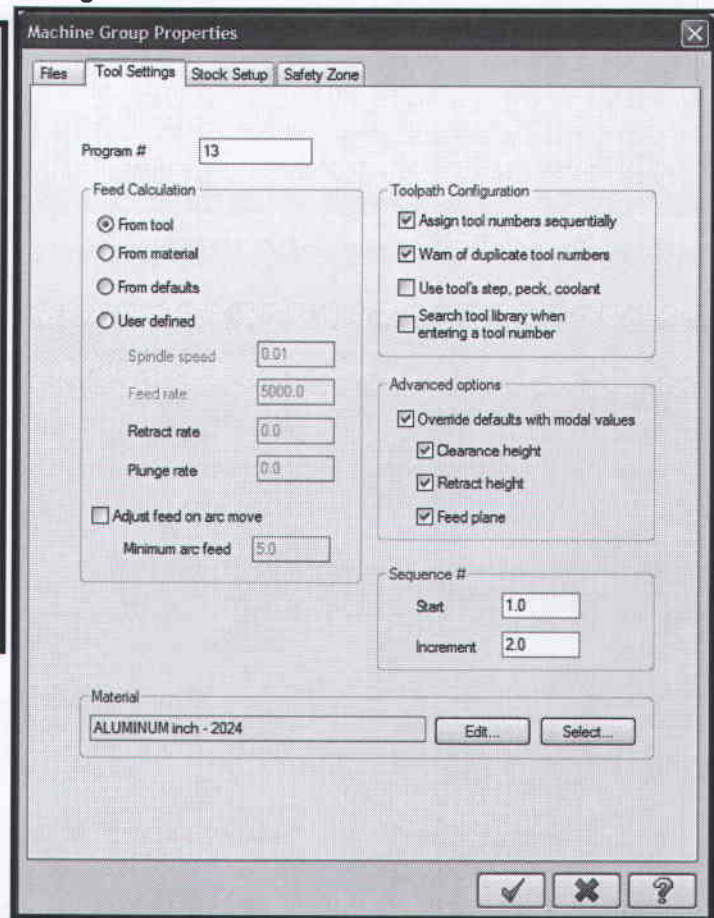 Machine Group Properties
Files Tool Settings Stock Setup Safety Zone
Program # 13
Feed Calculation
From tool
From material
From defaults
User defined
Spindle speed 0.01
Feed rate 5000.0
Retract rate 0.0
Plunge rate 0.0
Adjust feed on arc move
Minimum arc feed 5.0
Toolpath Configuration
Assign tool numbers sequentially
Warn of duplicate tool numbers
Use tool's step, peck, coolant
Search tool library when
entering a tool number
Advanced options
Override defaults with modal values
Clearance height
Retract height
Feed plane
Sequence #
Start 1.0
Increment 2.0
Material
ALUMINUM inch - 2024 Edit... Select...